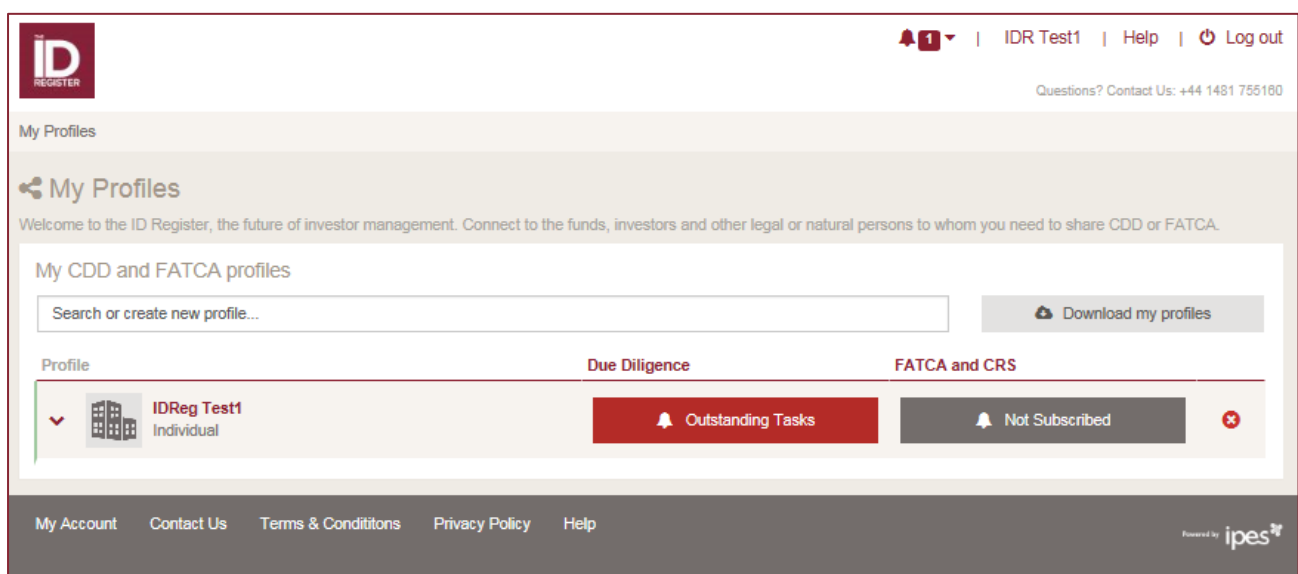 THE
ID
REGISTER
1 | IDR Test1 | Help | Log out
Questions? Contact Us: +44 1481 755160
My Profiles
My Profiles
Welcome to the ID Register, the future of investor management. Connect to the funds, investors and other legal or natural persons to whom you need to share CDD or FATCA.
My CDD and FATCA profiles
Search or create new profile...
Download my profiles
Profile Due Diligence FATCA and CRS
IDReg Test1
Individual
Outstanding Tasks
Not Subscribed
My Account Contact Us Terms & Condititons Privacy Policy Help
Powered by ipes